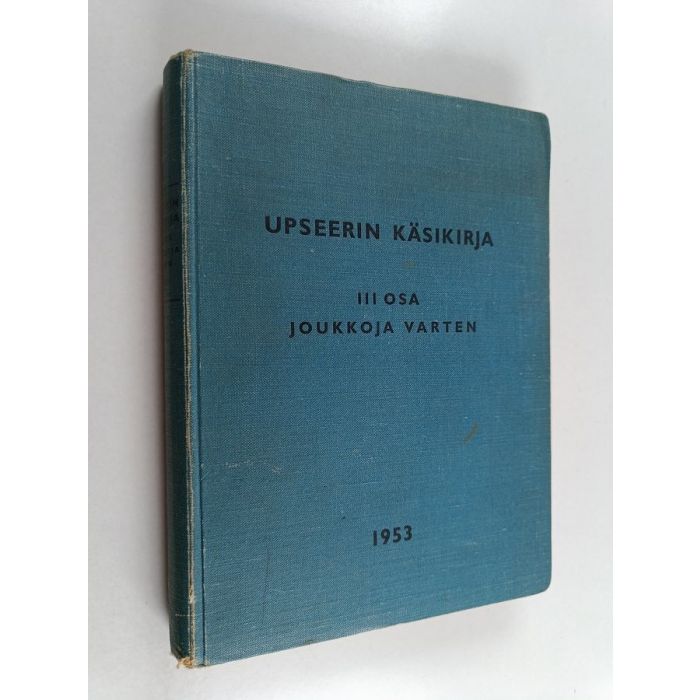 UPSEERIN KÄSIKIRJA
III OSA
JOUKKOJA VARTEN
1953